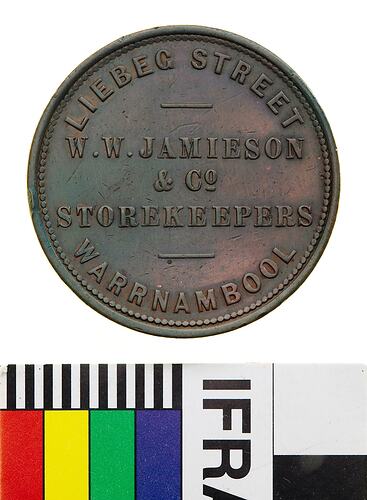 LIEBEG STREET
W.W.JAMIESON
& Co
STOREKEEPERS
WARRNAMBOOL
IFRA